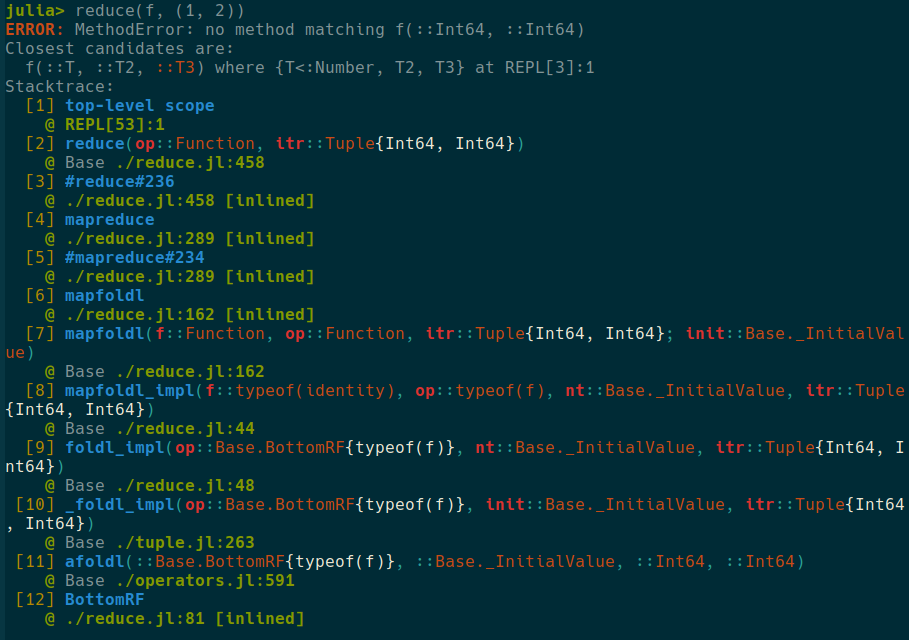 julia> reduce(f, (1, 2))
ERROR: MethodError: no method matching f(::Int64, ::Int64)
Closest candidates are:
  f(::T, ::T2, ::T3) where {T<:Number, T2, T3} at REPL[3]:1
Stacktrace:
  [1] top-level scope
    @ REPL[53]:1
  [2] reduce(op::Function, itr::Tuple{Int64, Int64})
    @ Base ./reduce.jl:458
  [3] #reduce#236
    @ ./reduce.jl:458 [inlined]
  [4] mapreduce
    @ ./reduce.jl:289 [inlined]
  [5] #mapreduce#234
    @ ./reduce.jl:289 [inlined]
  [6] mapfoldl
    @ ./reduce.jl:162 [inlined]
  [7] mapfoldl(f::Function, op::Function, itr::Tuple{Int64, Int64}; init::Base._InitialVal
ue)
    @ Base ./reduce.jl:162
  [8] mapfoldl_impl(f::typeof(identity), op::typeof(f), nt::Base._InitialValue, itr::Tuple
{Int64, Int64})
    @ Base ./reduce.jl:44
  [9] foldl_impl(op::Base.BottomRF{typeof(f)}, nt::Base._InitialValue, itr::Tuple{Int64, I
nt64})
    @ Base ./reduce.jl:48
 [10] _foldl_impl(op::Base.BottomRF{typeof(f)}, init::Base._InitialValue, itr::Tuple{Int64
, Int64})
    @ Base ./tuple.jl:263
 [11] afoldl(::Base.BottomRF{typeof(f)}, ::Base._InitialValue, ::Int64, ::Int64)
    @ Base ./operators.jl:591
 [12] BottomRF
    @ ./reduce.jl:81 [inlined]